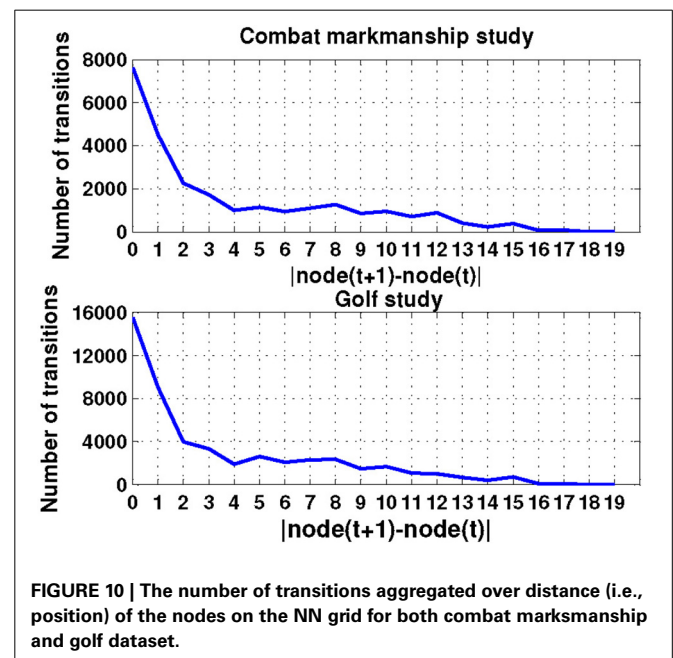 Combat markmanship study
Number of transitions
8000
6000
4000
2000
0
0 1 2 3 4 5 6 7 8 9 10 11 12 13 14 15 16 17 18 19
|node(t+1)-node(t)|
Golf study
Number of transitions
16000
12000
8000
4000
0
0 1 2 3 4 5 6 7 8 9 10 11 12 13 14 15 16 17 18 19
|node(t+1)-node(t)|
FIGURE 10 | The number of transitions aggregated over distance (i.e.,
position) of the nodes on the NN grid for both combat marksmanship
and golf dataset.